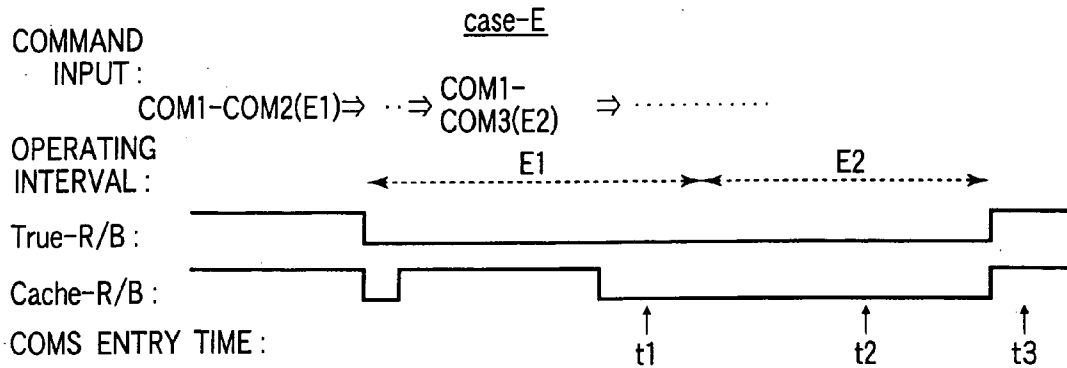 case-E
COMMAND
INPUT :
COM1-COM2(E1)⇒ ··⇒ COM1-
COM3(E2) ⇒ ·············
OPERATING
INTERVAL :
E1 E2
True-R/B :
Cache-R/B :
COMS ENTRY TIME :
t1 t2 t3